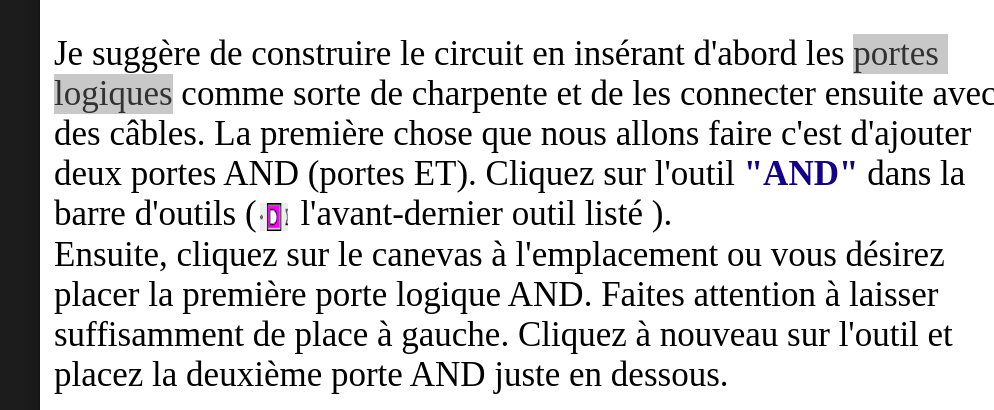 Je suggère de construire le circuit en insérant d'abord les portes
logiques comme sorte de charpente et de les connecter ensuite avec
des câbles. La première chose que nous allons faire c'est d'ajouter
deux portes AND (portes ET). Cliquez sur l'outil "AND" dans la
barre d'outils ( l'avant-dernier outil listé ).
Ensuite, cliquez sur le canevas à l'emplacement ou vous désirez
placer la première porte logique AND. Faites attention à laisser
suffisamment de place à gauche. Cliquez à nouveau sur l'outil et
placez la deuxième porte AND juste en dessous.